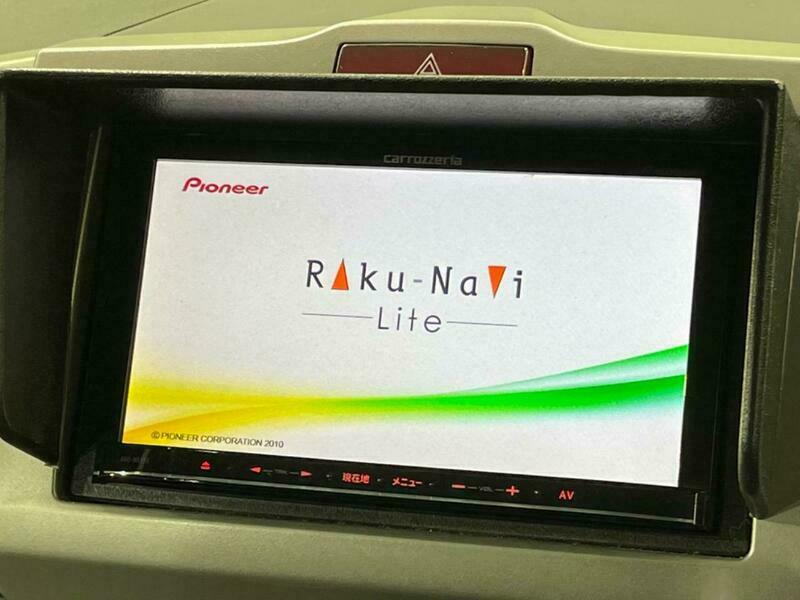 carrozzeria
Pioneer
Raku-Navi
Lite
© PIONEER CORPORATION 2010
現在地 メニュー VOL AV